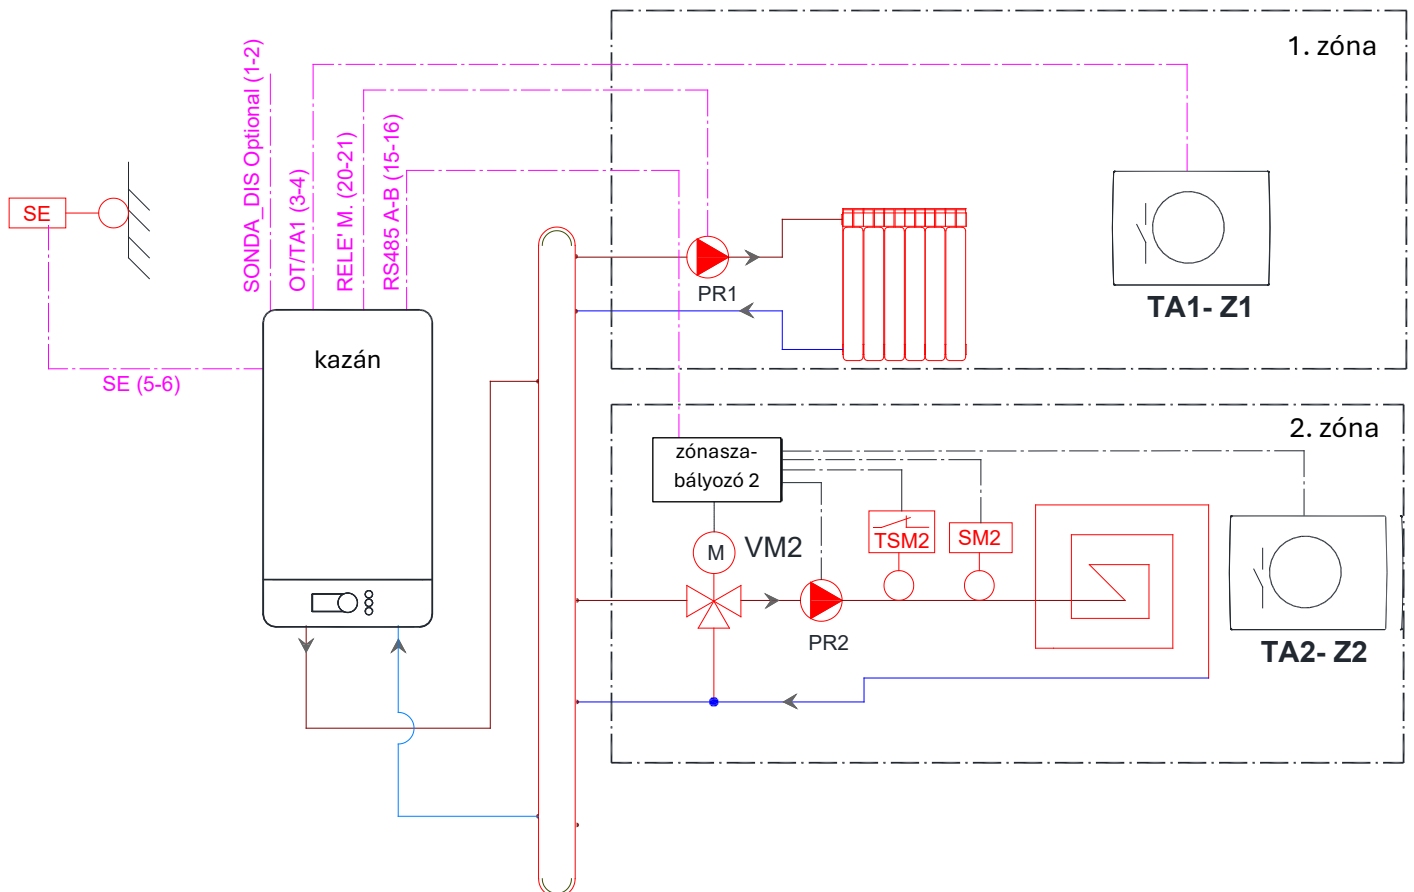 1. zóna
SONDA_DIS Optional (1-2)
OT/TA1 (3-4)
RELE' M. (20-21)
RS485 A-B (15-16)
SE
PR1
TA1- Z1
kazán
SE (5-6)
2. zóna
zónasza-
bályozó 2
TSM2
SM2
M
VM2
PR2
TA2- Z2